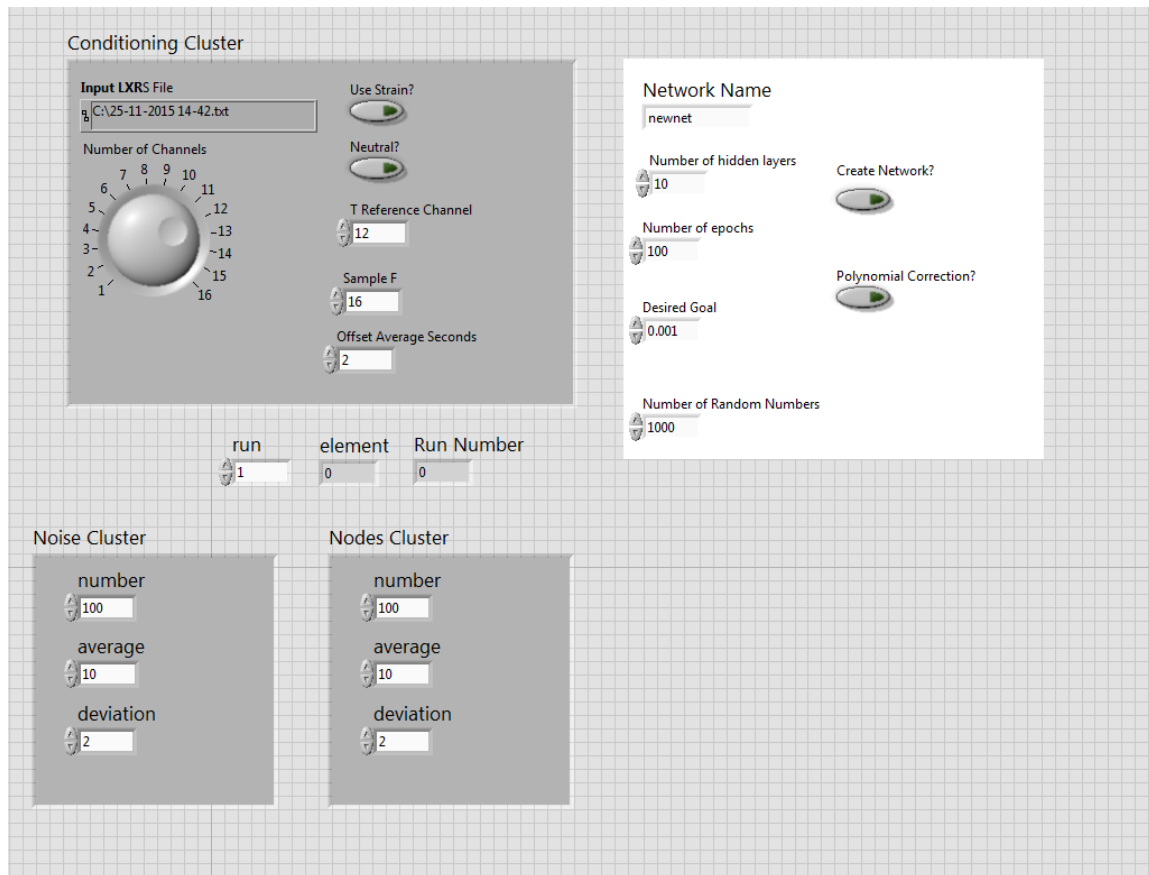 Conditioning Cluster
Input LXRS File
C:\25-11-2015 14-42.txt
Use Strain?
Number of Channels
1
2
3
4
5
6
7
8
9
10
11
12
13
14
15
16
Neutral?
T Reference Channel
12
Sample F
16
Offset Average Seconds
2
Network Name
newnet
Number of hidden layers
10
Create Network?
Number of epochs
100
Polynomial Correction?
Desired Goal
0.001
Number of Random Numbers
1000
run
1
element
0
Run Number
0
Noise Cluster
number
100
average
10
deviation
2
Nodes Cluster
number
100
average
10
deviation
2